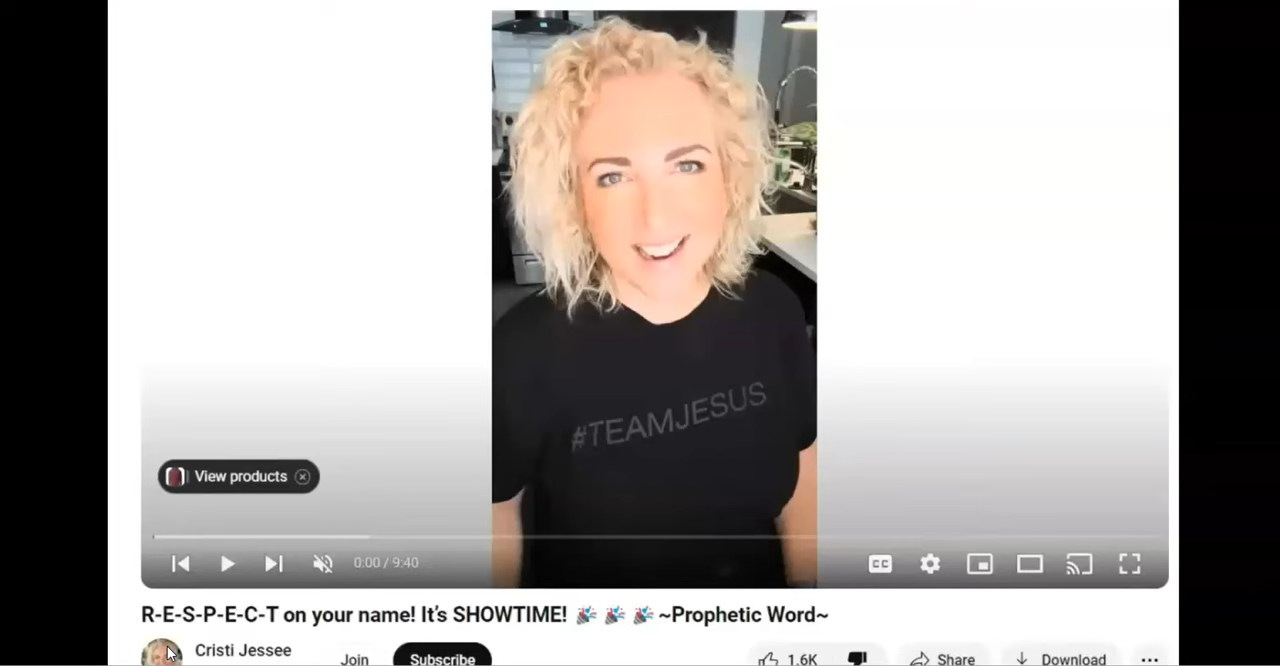 #TEAMJESUS
View products
0:00 / 9:40
CC
R-E-S-P-E-C-T on your name! It's SHOWTIME! 🎉 🎉 🎉 ~Prophetic Word~
Cristi Jessee
Join
Subscribe
1.6K
Share
Download